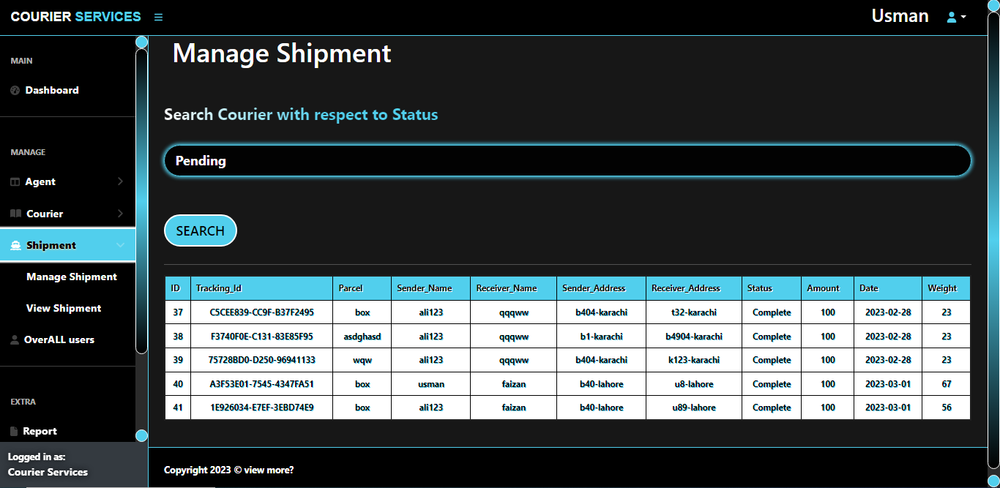 COURIER SERVICES
Usman
MAIN
Dashboard
MANAGE
Agent
Courier
Shipment
Manage Shipment
View Shipment
OverALL users
EXTRA
Report
Logged in as:
Courier Services
Manage Shipment
Search Courier with respect to Status
Pending
SEARCH
ID Tracking_Id Parcel Sender_Name Receiver_Name Sender_Address Receiver_Address Status Amount Date Weight
37 C5CEE839-CC9F-B37F2495 box ali123 qqqww b404-karachi t32-karachi Complete 100 2023-02-28 23
38 F3740F0E-C131-83E85F95 asdghasd ali123 qqqww b1-karachi b4904-karachi Complete 100 2023-02-28 23
39 75728BD0-D250-96941133 wqw ali123 qqqww b404-karachi k123-karachi Complete 100 2023-02-28 23
40 A3F53E01-7545-4347FA51 box usman faizan b40-lahore u8-lahore Complete 100 2023-03-01 67
41 1E926034-E7EF-3EBD74E9 box ali123 faizan b40-lahore u89-lahore Complete 100 2023-03-01 56
Copyright 2023 © view more?